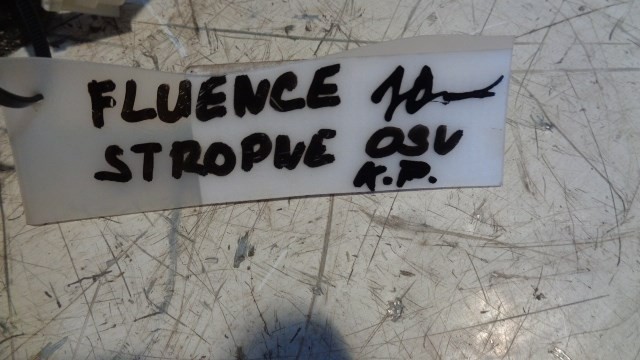 FLUENCE
STROPNE OSV
K.P.